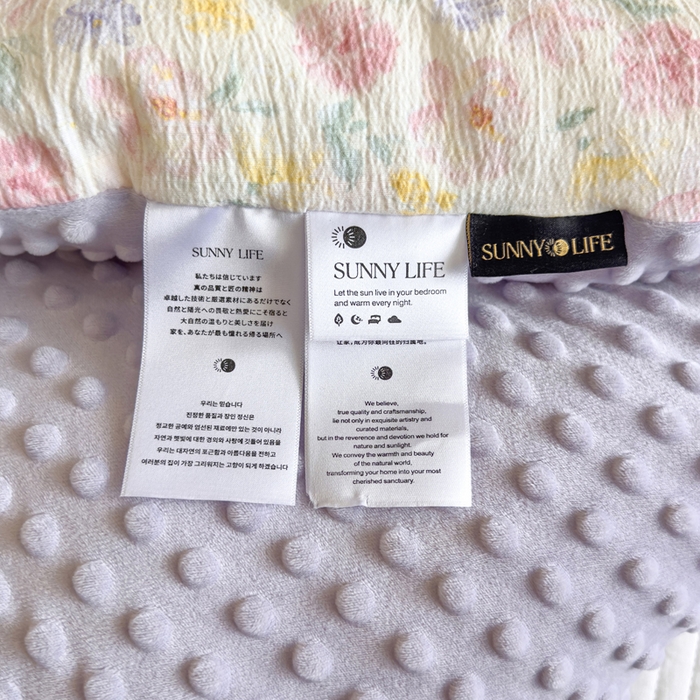 SUNNY LIFE
私たちは信じています
真の品質と匠の精神は
卓越した技術と厳選素材にあるだけでなく
自然と陽光への畏敬と熱愛にこそ宿ると
大自然の温もりと美しさを届け
家を、あなたが最も憧れる帰る場所へ
우리는 믿습니다
진정한 품질과 장인 정신은
정교한 공예와 엄선된 재료에만 있는 것이 아니라
자연과 햇빛에 대한 경외와 사랑에 깃들어 있음을
우리는 대자연의 포근함과 아름다움을 전하고
여러분의 집이 가장 그리워지는 고향이 되게 하겠습니다
SUNNY LIFE
Let the sun live in your bedroom
and warm every night.
We believe,
true quality and craftsmanship,
lie not only in exquisite artistry and
curated materials,
but in the reverence and devotion we hold for
nature and sunlight.
We convey the warmth and beauty
of the natural world,
transforming your home into your most
cherished sanctuary.
SUNNY LIFE